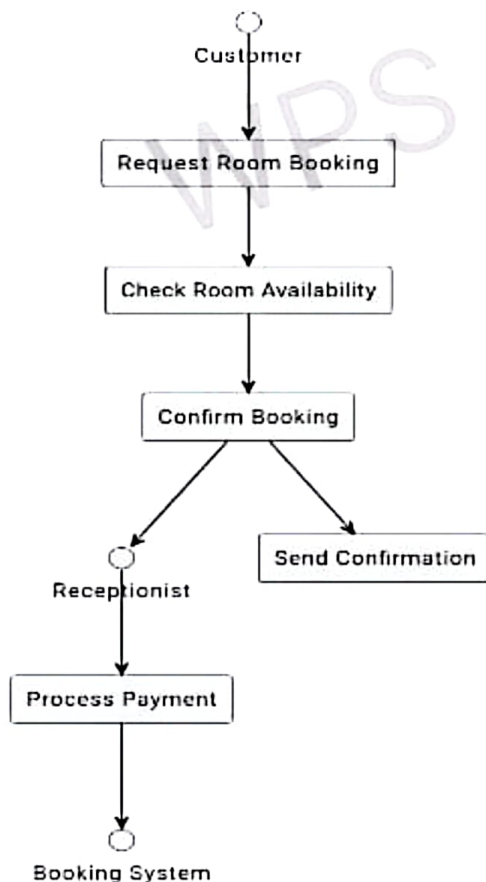 Customer
WPS
Request Room Booking
Check Room Availability
Confirm Booking
Send Confirmation
Receptionist
Process Payment
Booking System